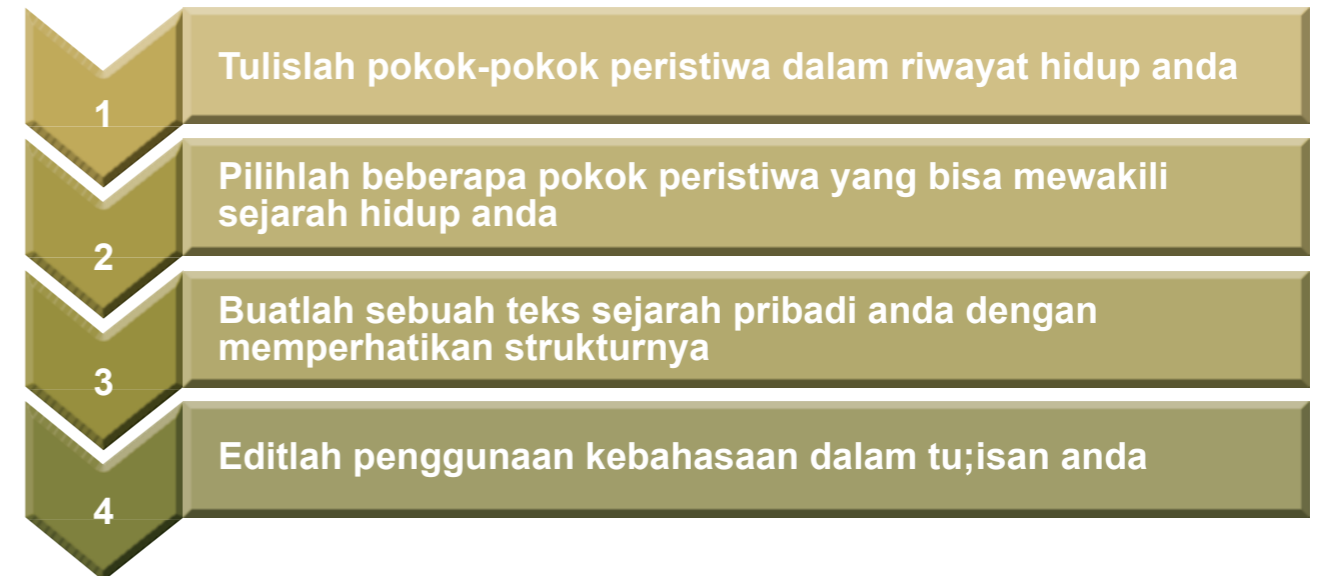 1
Tulislah pokok-pokok peristiwa dalam riwayat hidup anda
2
Pilihlah beberapa pokok peristiwa yang bisa mewakili
sejarah hidup anda
3
Buatlah sebuah teks sejarah pribadi anda dengan
memperhatikan strukturnya
4
Editlah penggunaan kebahasaan dalam tu;isan anda